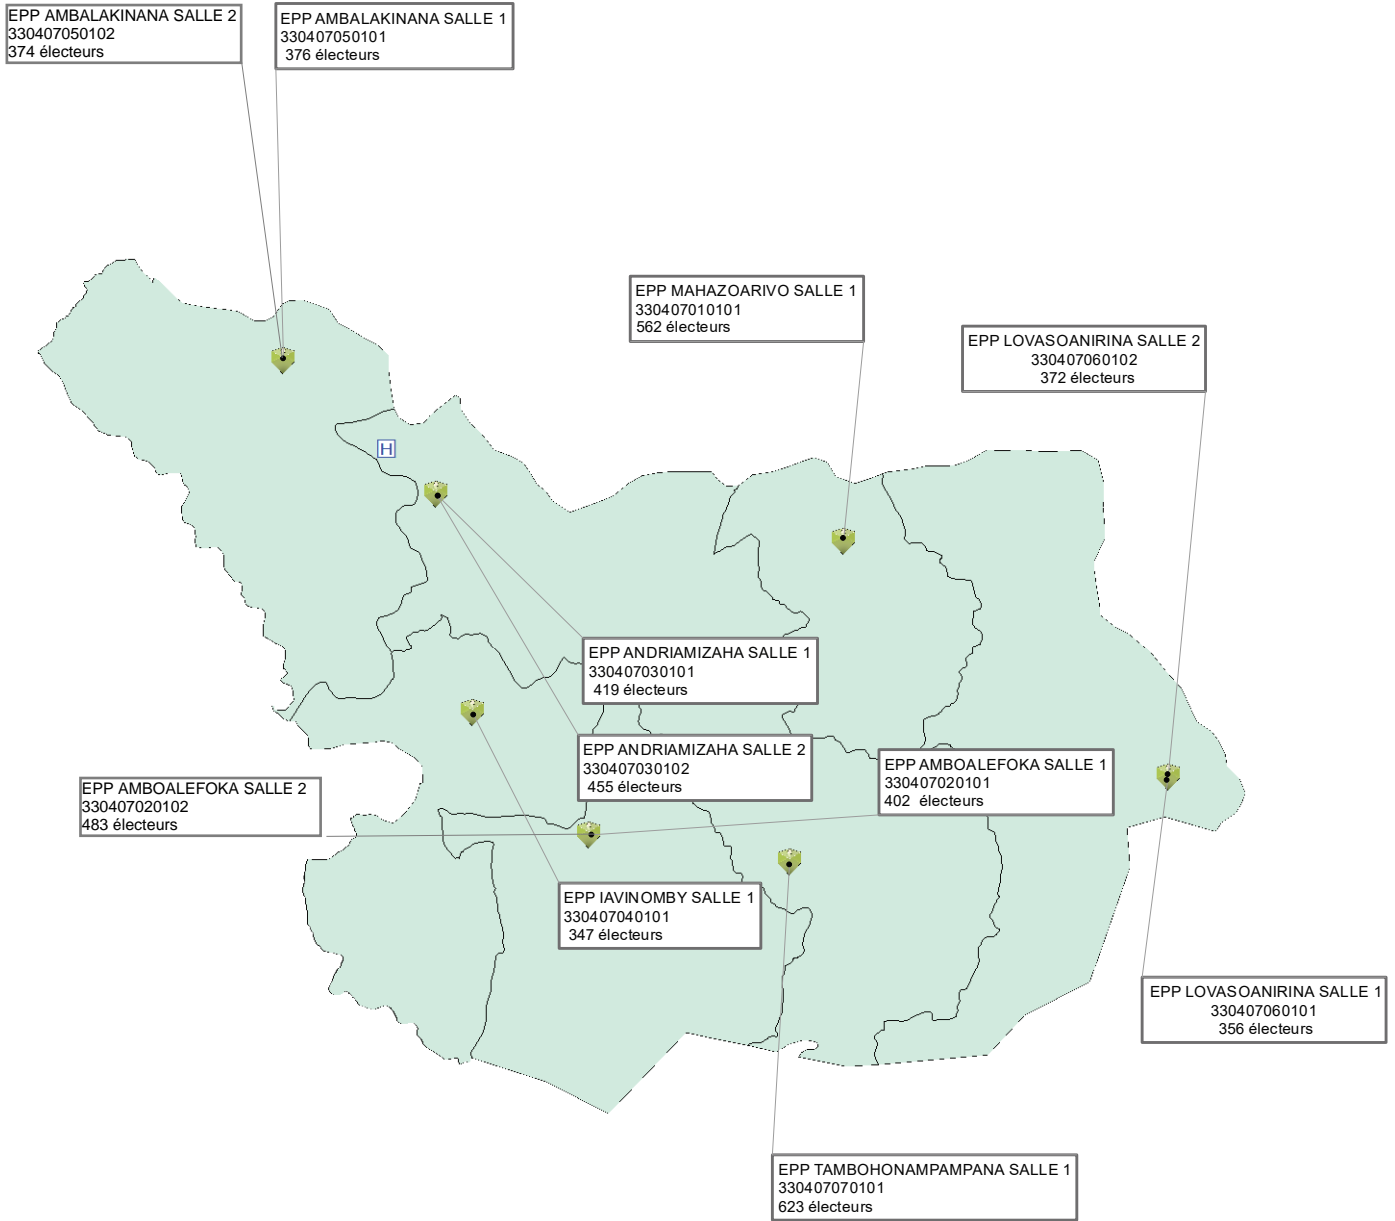 EPP AMBALAKINANA SALLE 2
330407050102
374 électeurs
EPP AMBALAKINANA SALLE 1
330407050101
376 électeurs
EPP MAHAZOARIVO SALLE 1
330407010101
562 électeurs
EPP LOVASOANIRINA SALLE 2
330407060102
372 électeurs
H
EPP ANDRIAMIZAHA SALLE 1
330407030101
419 électeurs
EPP ANDRIAMIZAHA SALLE 2
330407030102
455 électeurs
EPP AMBOALEFOKA SALLE 1
330407020101
402 électeurs
EPP AMBOALEFOKA SALLE 2
330407020102
483 électeurs
EPP IAVINOMBY SALLE 1
330407040101
347 électeurs
EPP LOVASOANIRINA SALLE 1
330407060101
356 électeurs
EPP TAMBOHONAMPAMPANA SALLE 1
330407070101
623 électeurs